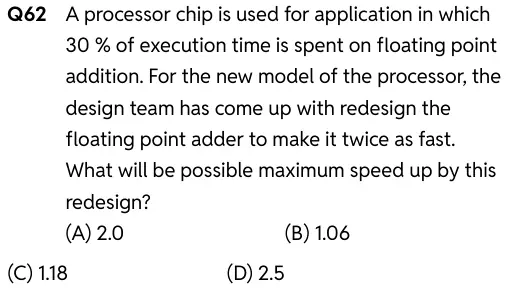 Q62 A processor chip is used for application in which
30 % of execution time is spent on floating point
addition. For the new model of the processor, the
design team has come up with redesign the
floating point adder to make it twice as fast.
What will be possible maximum speed up by this
redesign?
(A) 2.0 (B) 1.06
(C) 1.18 (D) 2.5